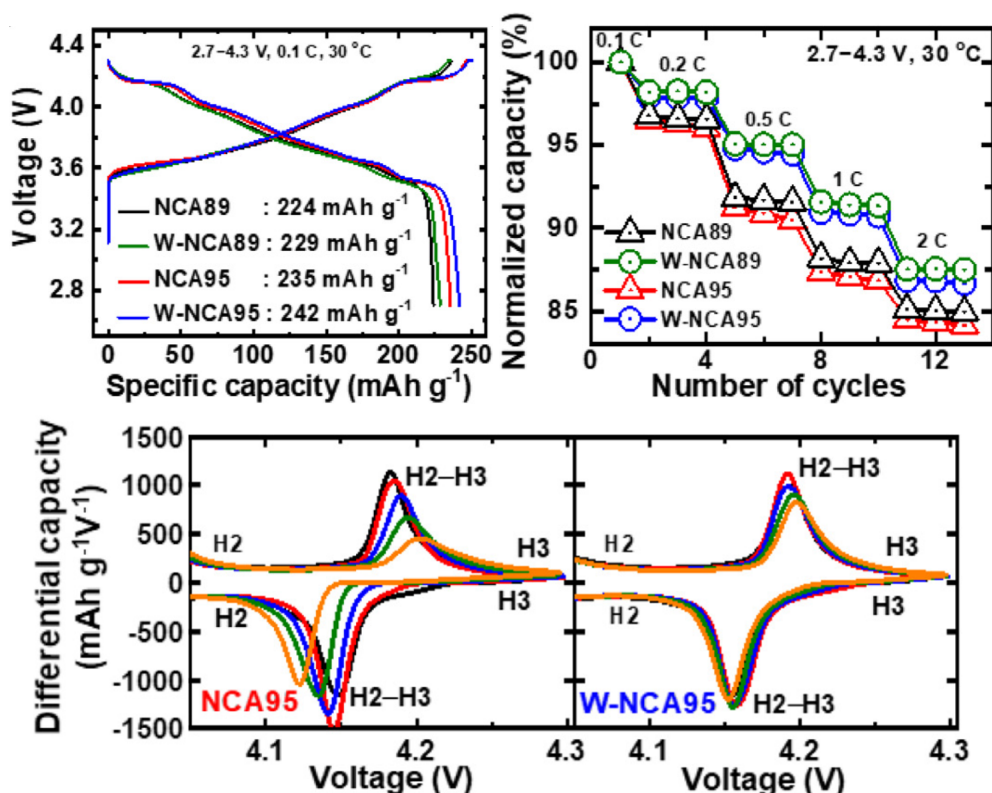 2.7–4.3 V, 0.1 C, 30 °C
4.4
4.0
3.6
3.2
2.8
Voltage (V)
NCA89 : 224 mAh g-1
W-NCA89 : 229 mAh g-1
NCA95 : 235 mAh g-1
W-NCA95 : 242 mAh g-1
0 50 100 150 200 250
Specific capacity (mAh g-1)
0.1 C
2.7–4.3 V, 30 °C
0.2 C
0.5 C
1 C
2 C
100
95
90
85
Normalized capacity (%)
NCA89
W-NCA89
NCA95
W-NCA95
0 4 8 12
Number of cycles
1500
1000
500
0
-500
-1000
-1500
Differential capacity
(mAh g-1V-1)
H2–H3
H2
H3
H2
H3
H2–H3
NCA95
4.1 4.2 4.3
Voltage (V)
H2–H3
H2
H3
H2
H3
H2–H3
W-NCA95
4.1 4.2 4.3
Voltage (V)